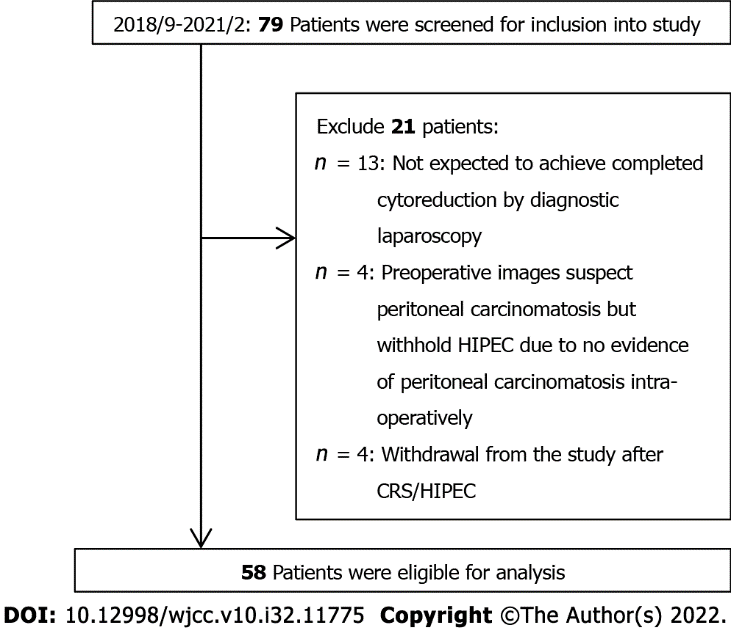 2018/9-2021/2: 79 Patients were screened for inclusion into study
Exclude 21 patients:
n = 13: Not expected to achieve completed
cytoreduction by diagnostic
laparoscopy
n = 4: Preoperative images suspect
peritoneal carcinomatosis but
withhold HIPEC due to no evidence
of peritoneal carcinomatosis intra-
operatively
n = 4: Withdrawal from the study after
CRS/HIPEC
58 Patients were eligible for analysis
DOI: 10.12998/wjcc.v10.i32.11775 Copyright ©The Author(s) 2022.